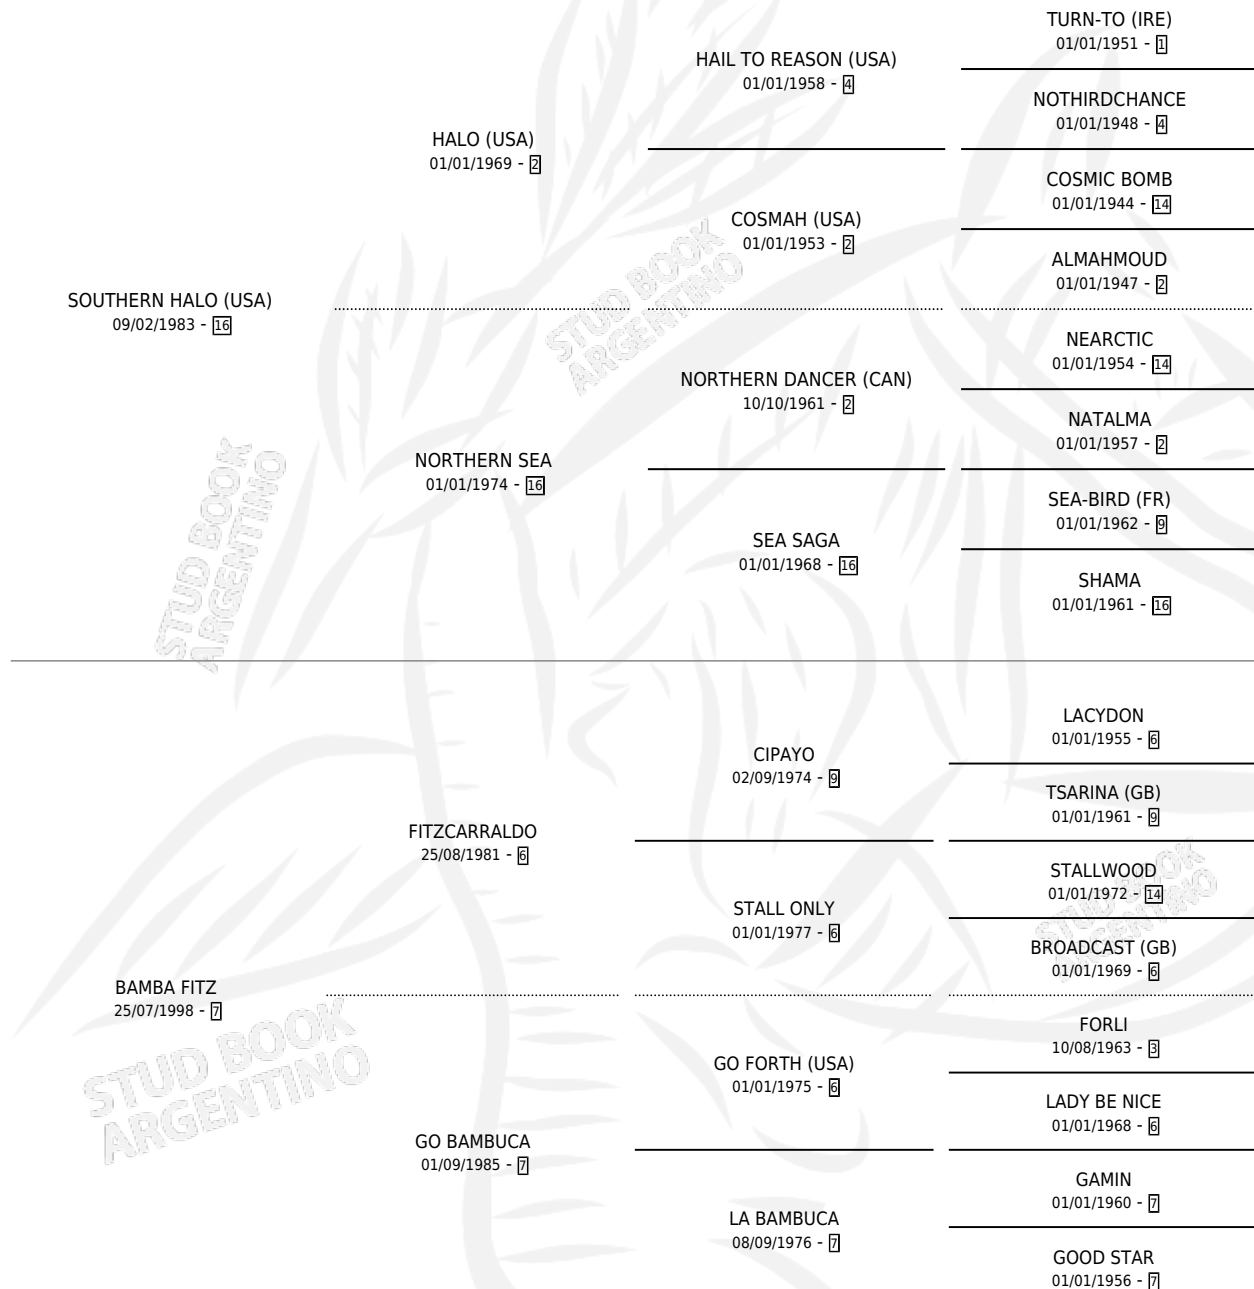 TURN-TO (IRE)
01/01/1951 - 1
HAIL TO REASON (USA)
01/01/1958 - 4
NOTHIRDCHANCE
01/01/1948 - 4
HALO (USA)
01/01/1969 - 2
COSMIC BOMB
01/01/1944 - 14
COSMAH (USA)
01/01/1953 - 2
ALMAHMOUD
01/01/1947 - 2
SOUTHERN HALO (USA)
09/02/1983 - 16
STUD BOOK
ARGENTINO
NEARCTIC
01/01/1954 - 14
NORTHERN DANCER (CAN)
10/10/1961 - 2
NATALMA
01/01/1957 - 2
NORTHERN SEA
01/01/1974 - 16
STUD BOOK
ARGENTINO
SEA-BIRD (FR)
01/01/1962 - 9
SEA SAGA
01/01/1968 - 16
SHAMA
01/01/1961 - 16
LACYDON
01/01/1955 - 6
CIPAYO
02/09/1974 - 9
TSARINA (GB)
01/01/1961 - 9
FITZCARRALDO
25/08/1981 - 6
STALLWOOD
01/01/1972 - 14
STUD BOOK
ARGENTINO
STALL ONLY
01/01/1977 - 6
BROADCAST (GB)
01/01/1969 - 6
BAMBA FITZ
25/07/1998 - 7
STUD BOOK
ARGENTINO
FORLI
10/08/1963 - 3
GO FORTH (USA)
01/01/1975 - 6
LADY BE NICE
01/01/1968 - 6
GO BAMBUCA
01/09/1985 - 7
GAMIN
01/01/1960 - 7
LA BAMBUCA
08/09/1976 - 7
GOOD STAR
01/01/1956 - 7